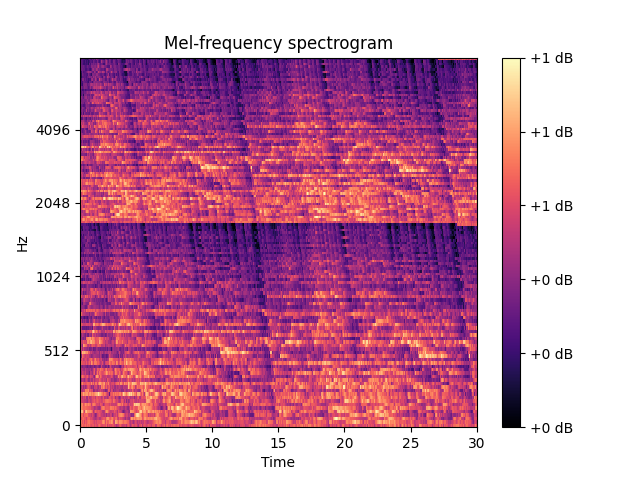 Mel-frequency spectrogram
Hz
4096
2048
1024
512
0
0 5 10 15 20 25 30
Time
+1 dB
+1 dB
+1 dB
+0 dB
+0 dB
+0 dB